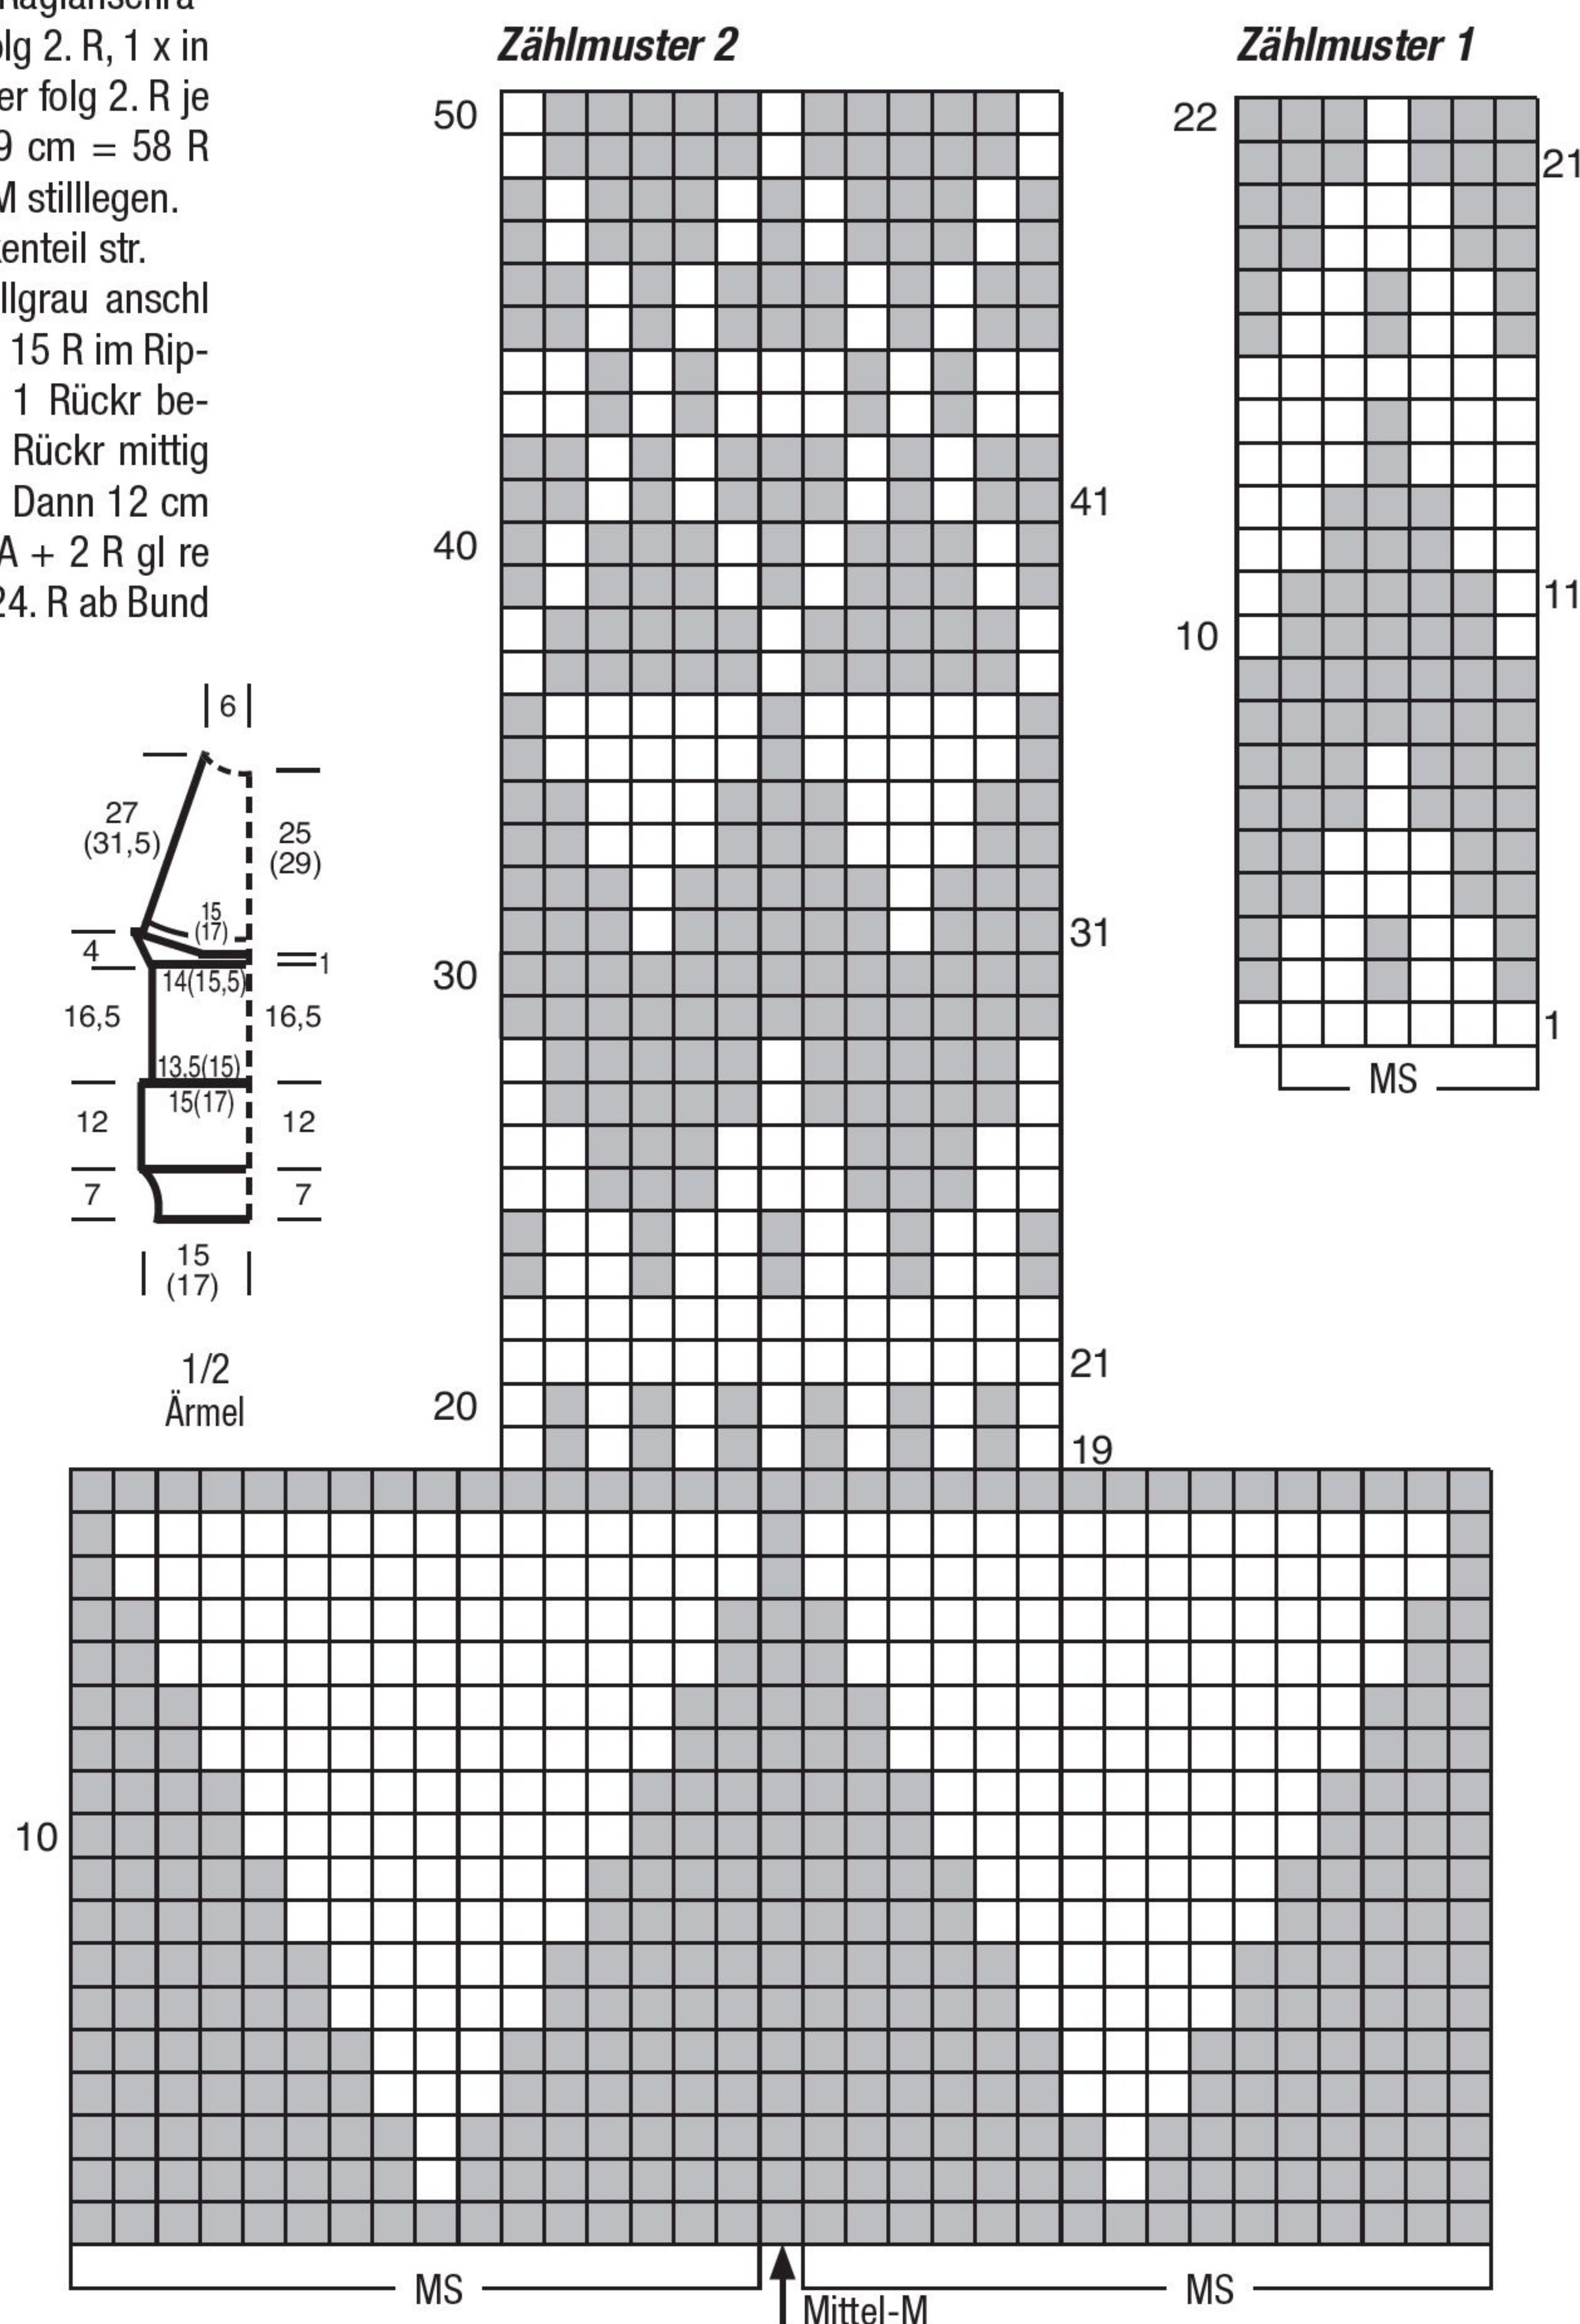 Raglanschrä-
olg 2. R, 1 x in
er folg 2. R je
9 cm = 58 R
M stilllegen.
kenteil str.
llgrau anschl
15 R im Rip-
1 Rückr be-
Rückr mittig
Dann 12 cm
A + 2 R gl re
24. R ab Bund
6
27
(31,5)
25
(29)
15
(17)
4
1
14(15,5)
16,5
16,5
13,5(15)
15(17)
12
12
7
7
15
(17)
1/2
Ärmel
Zählmuster 2
50
41
40
31
30
21
20
19
10
MS
MS
Mittel-M
Zählmuster 1
22
21
11
10
1
MS